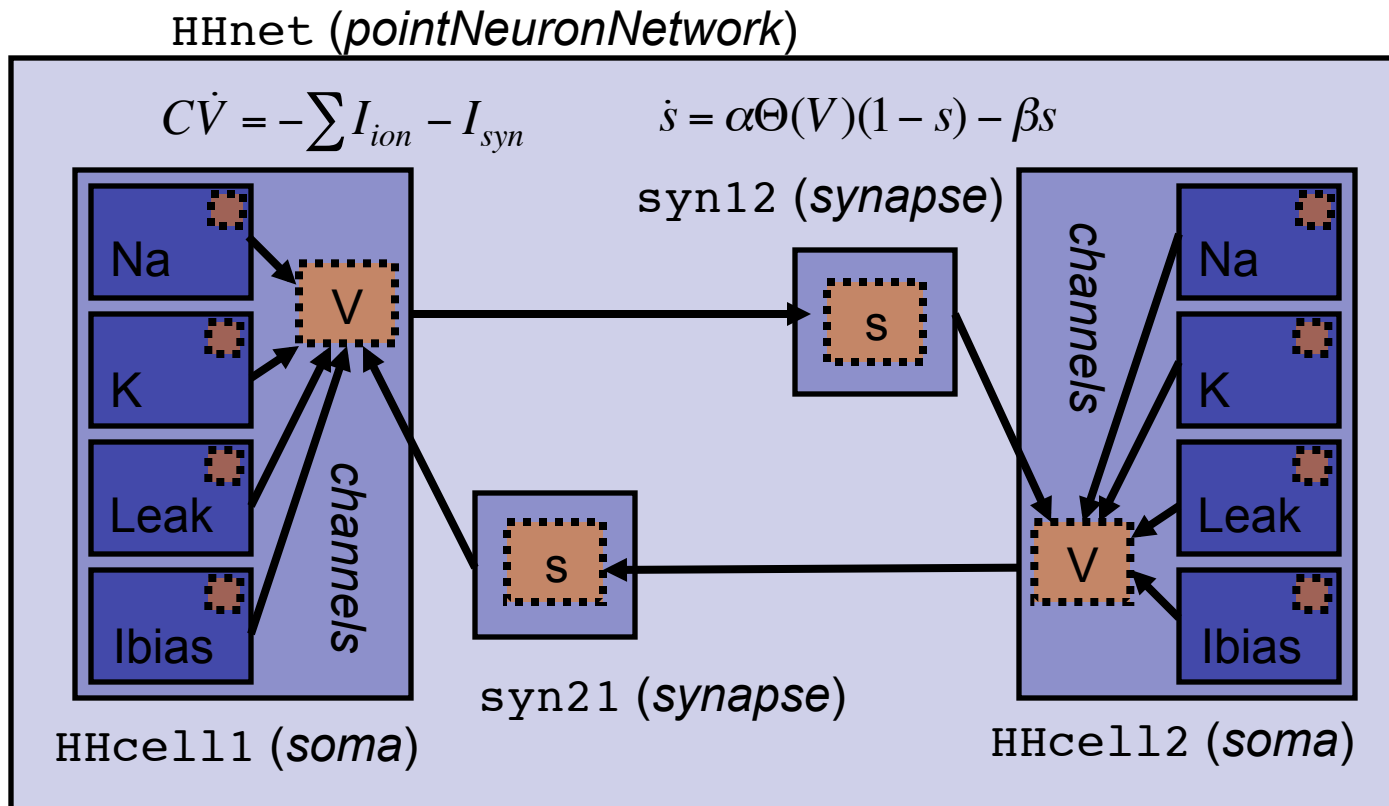 HHnet (pointNeuronNetwork)
CV̇ = −∑ I_ion − I_syn
ṡ = αΘ(V)(1 − s) − βs
syn12 (synapse)
Na
K
Leak
Ibias
V
channels
s
s
syn21 (synapse)
channels
V
Na
K
Leak
Ibias
HHcell1 (soma)
HHcell2 (soma)